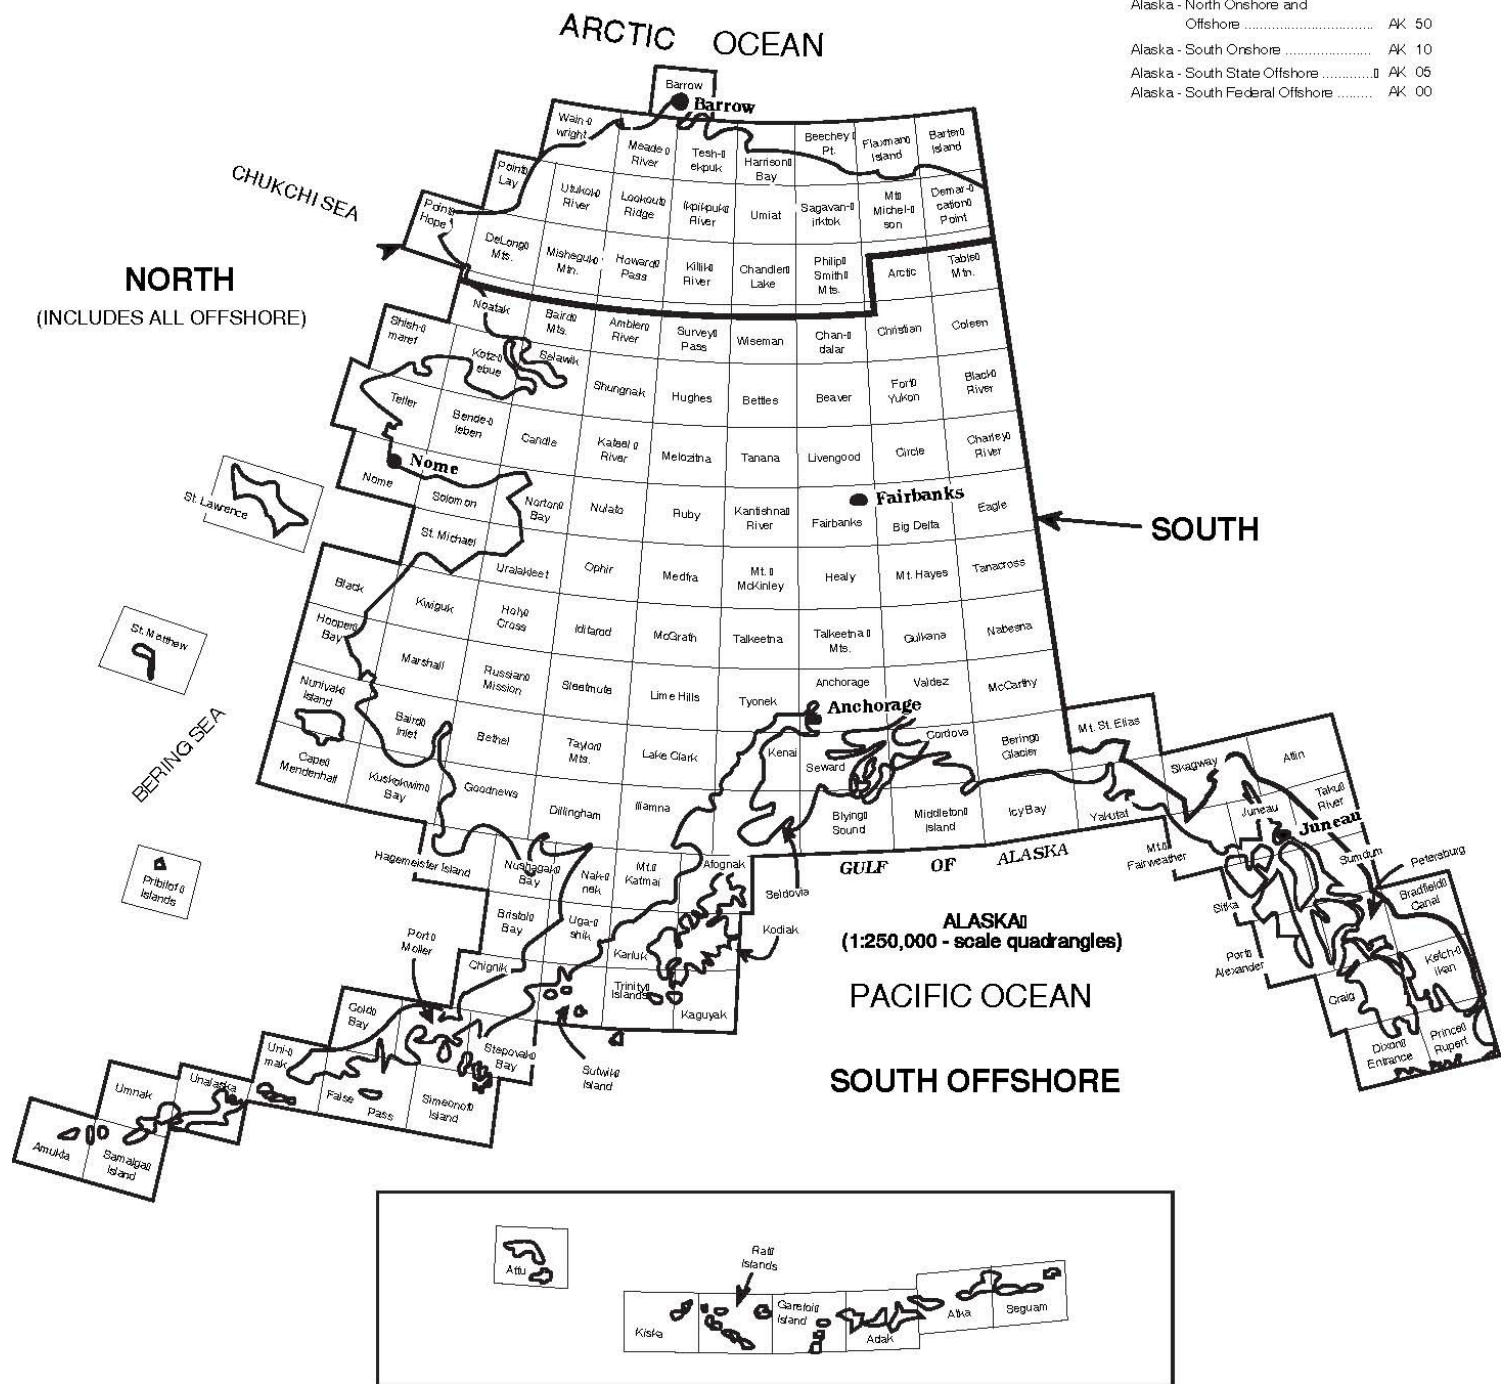 Alaska - North Onshore and
Offshore ................................ AK 50
Alaska - South Onshore ..................... AK 10
Alaska - South State Offshore .............▯ AK 05
Alaska - South Federal Offshore ......... AK 00
ARCTIC OCEAN
Barrow
Barrow
Wain-▯
wright
Meade▯
River
Tesh-▯
ekpuk
Harrison▯
Bay
Beechey▯
Pt.
Flaxman▯
Island
Barter▯
Island
CHUKCHI SEA
Point▯
Lay
Utukok▯
River
Lookout▯
Ridge
Ikpikpuk▯
River
Umiat
Sagavan-▯
irktok
Mt▯
Michel-▯
son
Demar-▯
cation▯
Point
Point▯
Hope
DeLong▯
Mts.
Misheguk▯
Mtn.
Howard▯
Pass
Killik▯
River
Chandler▯
Lake
Philip▯
Smith▯
Mts.
Arctic
Table▯
Mtn.
NORTH
(INCLUDES ALL OFFSHORE)
Noatak
Baird▯
Mts.
Ambler▯
River
Survey▯
Pass
Wiseman
Chan-▯
dalar
Christian
Coleen
Shish-▯
maref
Kotz-▯
ebue
Selawik
Shungnak
Hughes
Bettles
Beaver
Fort▯
Yukon
Black▯
River
Teller
Bende-▯
leben
Candle
Kateel▯
River
Melozitna
Tanana
Livengood
Circle
Charley▯
River
Nome
Nome
Solomon
Norton▯
Bay
Nulato
Ruby
Kantishna▯
River
Fairbanks
Fairbanks
Big Delta
Eagle
SOUTH
St. Lawrence
St. Michael
Unalakleet
Ophir
Medfra
Mt.▯
McKinley
Healy
Mt. Hayes
Tanacross
Black
Kwiguk
Holy▯
Cross
Iditarod
McGrath
Talkeetna
Talkeetna▯
Mts.
Gulkana
Nabesna
St. Matthew
Hooper▯
Bay
Marshall
Russian▯
Mission
Sleetmute
Lime Hills
Tyonek
Anchorage
Anchorage
Valdez
McCarthy
BERING SEA
Nunivak▯
Island
Baird▯
Inlet
Bethel
Taylor▯
Mts.
Lake Clark
Kenai
Seward
Cordova
Bering▯
Glacier
Mt. St. Elias
Cape▯
Mendenhall
Kuskokwim▯
Bay
Goodnews
Dillingham
Iliamna
Seldovia
Blying▯
Sound
Middleton▯
Island
Icy Bay
Yakutat
Skagway
Atlin
Mt.▯
Fairweather
Juneau
Juneau
Taku▯
River
GULF OF ALASKA
Pribilof▯
Islands
Hagemeister Island
Nushagak▯
Bay
Nak-▯
nek
Mt.▯
Katmai
Afognak
Sitka
Sumdum
Petersburg
Bradfield▯
Canal
Bristol▯
Bay
Uga-▯
shik
Karluk
Kodiak
ALASKA▯
(1:250,000 - scale quadrangles)
Port▯
Alexander
Ketch-▯
ikan
Port▯
Moller
Chignik
Trinity▯
Islands
Kaguyak
PACIFIC OCEAN
Craig
Cold▯
Bay
Stepovak▯
Bay
Sutwik▯
Island
Dixon▯
Entrance
Prince▯
Rupert
SOUTH OFFSHORE
Uni-▯
mak
False Pass
Simeonof▯
Island
Umnak
Unalaska
Amukta
Samalga▯
Island
Attu
Rat▯
Islands
Kiska
Gareloi▯
Island
Adak
Atka
Seguam